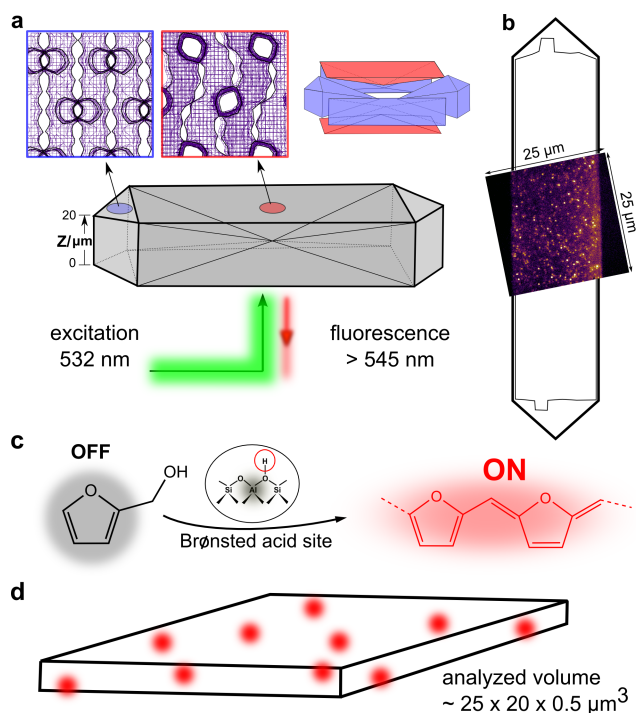 a
b
25 μm
25 μm
20
Z/μm
0
excitation
532 nm
fluorescence
> 545 nm
c
OFF
OH
O
H
O
O
Si
Al
Si
Brønsted acid site
ON
O
O
d
analyzed volume
~ 25 x 20 x 0.5 μm3